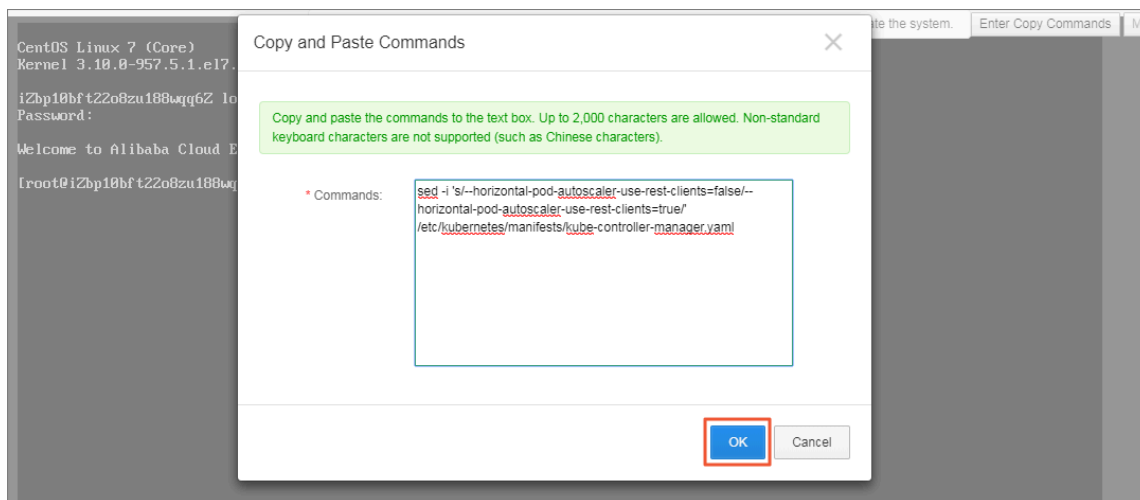 te the system.
Enter Copy Commands
M
CentOS Linux 7 (Core)
Kernel 3.10.0-957.5.1.el7.
iZbp10bft22o8zu188wqq6Z lo
Password:
Welcome to Alibaba Cloud E
[root@iZbp10bft22o8zu188wq
Copy and Paste Commands
Copy and paste the commands to the text box. Up to 2,000 characters are allowed. Non-standard
keyboard characters are not supported (such as Chinese characters).
* Commands:
sed -i 's/--horizontal-pod-autoscaler-use-rest-clients=false/--
horizontal-pod-autoscaler-use-rest-clients=true/'
/etc/kubernetes/manifests/kube-controller-manager.yaml
OK
Cancel